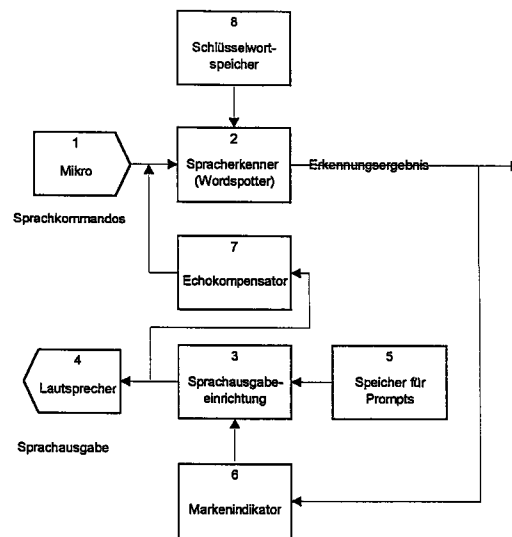 8
Schlüsselwort-
speicher
1
Mikro
2
Spracherkenner
(Wordspotter)
Erkennungsergebnis
Sprachkommandos
7
Echokompensator
4
Lautsprecher
3
Sprachausgabe-
einrichtung
5
Speicher für
Prompts
Sprachausgabe
6
Markenindikator